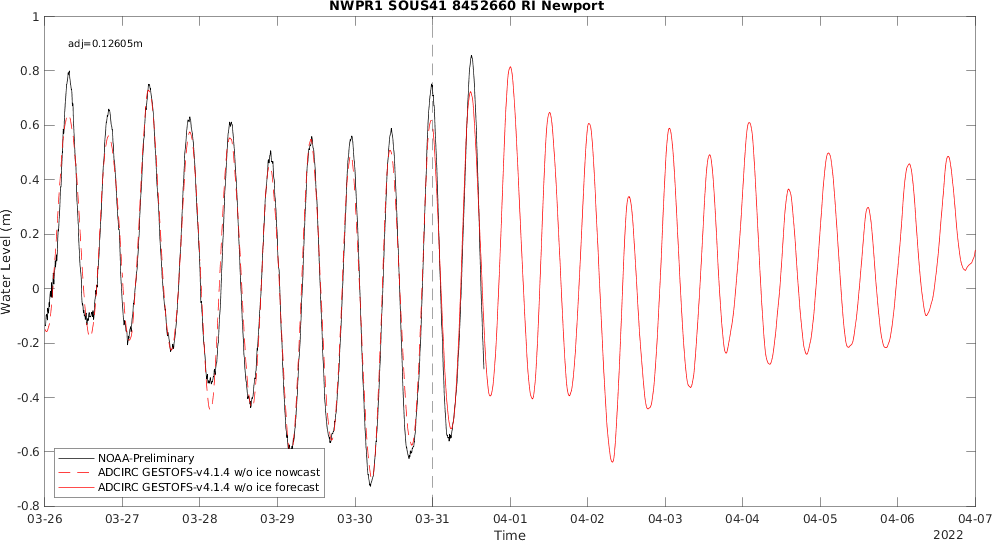 NWPR1 SOUS41 8452660 RI Newport
adj=0.12605m
1
0.8
0.6
0.4
0.2
0
-0.2
-0.4
-0.6
-0.8
Water Level (m)
NOAA-Preliminary
ADCIRC GESTOFS-v4.1.4 w/o ice nowcast
ADCIRC GESTOFS-v4.1.4 w/o ice forecast
03-26 03-27 03-28 03-29 03-30 03-31 04-01 04-02 04-03 04-04 04-05 04-06 04-07
Time
2022